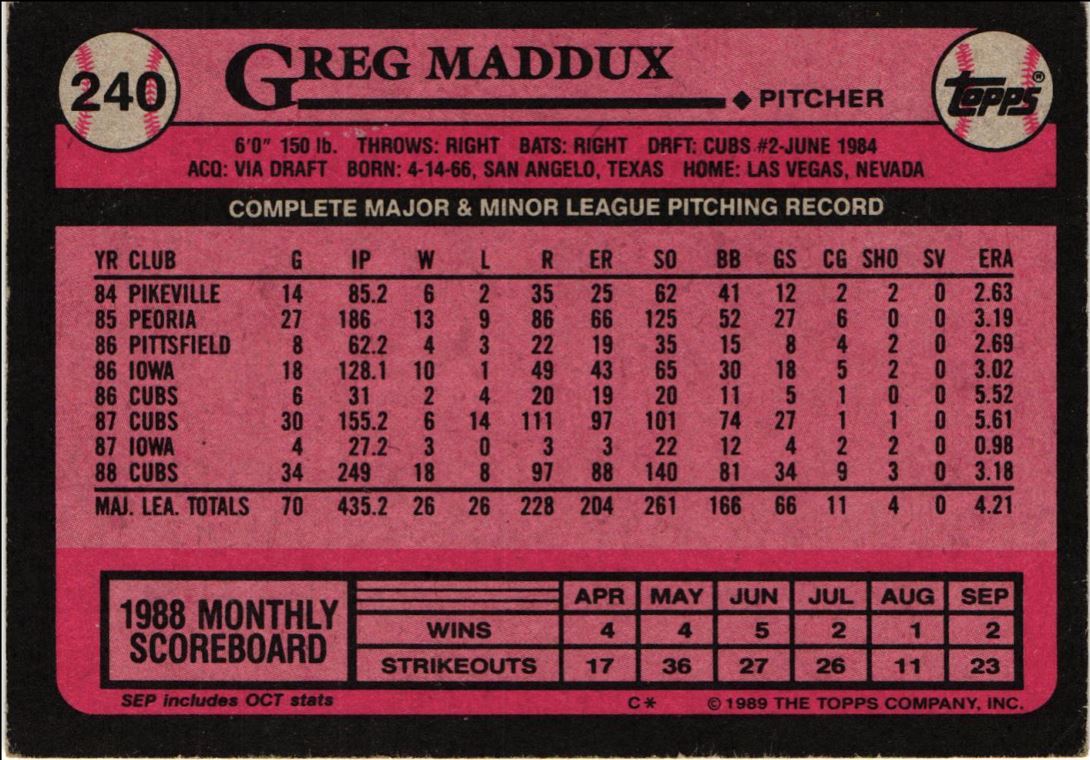 240
GREG MADDUX
◆ PITCHER
TOPPS®
6'0" 150 lb. THROWS: RIGHT BATS: RIGHT DRFT: CUBS #2-JUNE 1984
ACQ: VIA DRAFT BORN: 4-14-66, SAN ANGELO, TEXAS HOME: LAS VEGAS, NEVADA
COMPLETE MAJOR & MINOR LEAGUE PITCHING RECORD
YR CLUB G IP W L R ER SO BB GS CG SHO SV ERA
84 PIKEVILLE 14 85.2 6 2 35 25 62 41 12 2 2 0 2.63
85 PEORIA 27 186 13 9 86 66 125 52 27 6 0 0 3.19
86 PITTSFIELD 8 62.2 4 3 22 19 35 15 8 4 2 0 2.69
86 IOWA 18 128.1 10 1 49 43 65 30 18 5 2 0 3.02
86 CUBS 6 31 2 4 20 19 20 11 5 1 0 0 5.52
87 CUBS 30 155.2 6 14 111 97 101 74 27 1 1 0 5.61
87 IOWA 4 27.2 3 0 3 3 22 12 4 2 2 0 0.98
88 CUBS 34 249 18 8 97 88 140 81 34 9 3 0 3.18
MAJ. LEA. TOTALS 70 435.2 26 26 228 204 261 166 66 11 4 0 4.21
1988 MONTHLY SCOREBOARD
APR MAY JUN JUL AUG SEP
WINS 4 4 5 2 1 2
STRIKEOUTS 17 36 27 26 11 23
SEP includes OCT stats C* © 1989 THE TOPPS COMPANY, INC.